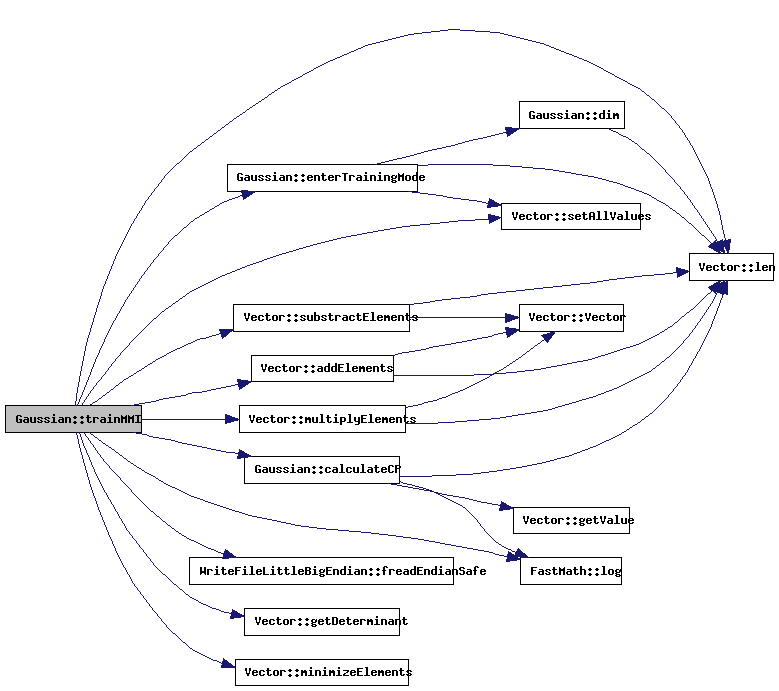 Gaussian::dim
Gaussian::enterTrainingMode
Vector::setAllValues
Vector::len
Vector::substractElements
Vector::Vector
Vector::addElements
Gaussian::trainMMI
Vector::multiplyElements
Gaussian::calculateCP
Vector::getValue
WriteFileLittleBigEndian::freadEndianSafe
FastMath::log
Vector::getDeterminant
Vector::minimizeElements